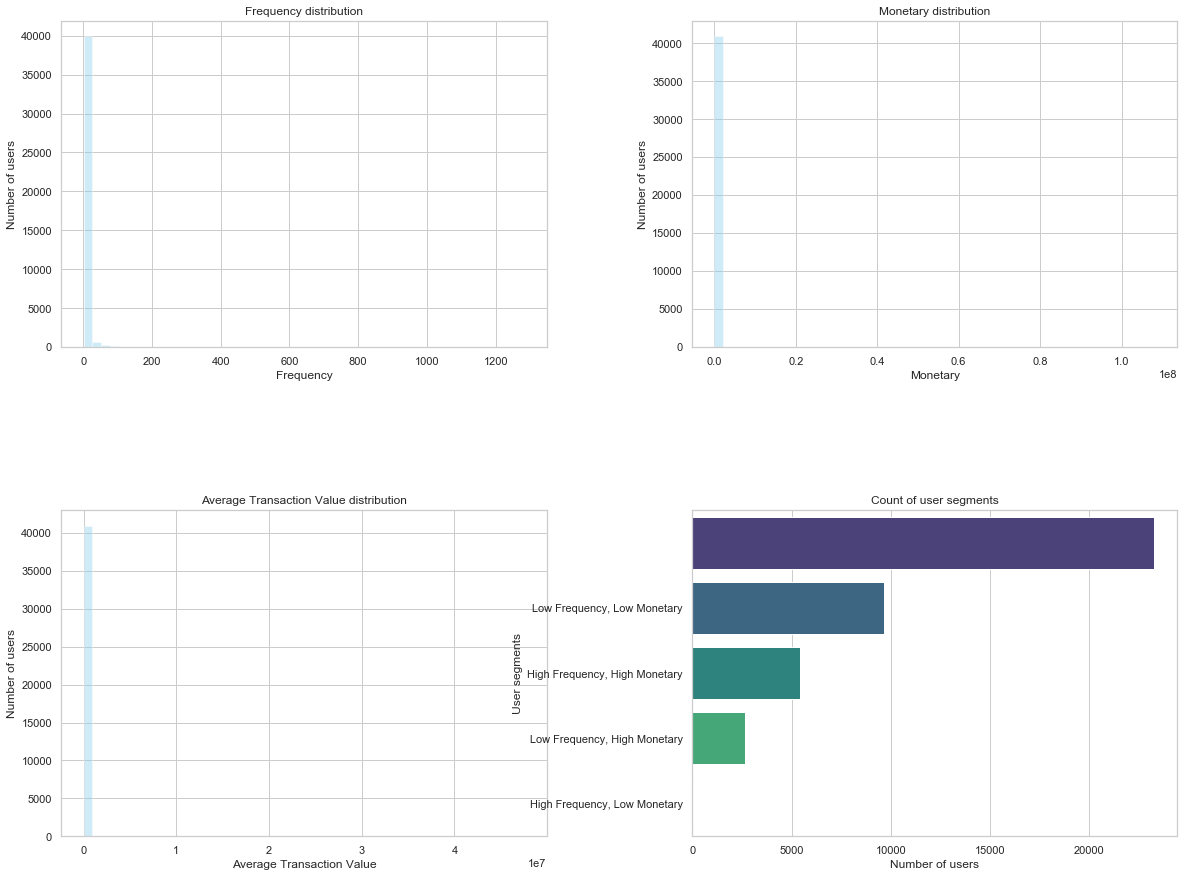 Frequency distribution
Number of users
40000
35000
30000
25000
20000
15000
10000
5000
0
0 200 400 600 800 1000 1200
Frequency
Monetary distribution
Number of users
40000
35000
30000
25000
20000
15000
10000
5000
0
0.0 0.2 0.4 0.6 0.8 1.0
1e8
Monetary
Average Transaction Value distribution
Number of users
40000
35000
30000
25000
20000
15000
10000
5000
0
0 1 2 3 4
1e7
Average Transaction Value
Count of user segments
User segments
Low Frequency, Low Monetary
High Frequency, High Monetary
Low Frequency, High Monetary
High Frequency, Low Monetary
0 5000 10000 15000 20000
Number of users